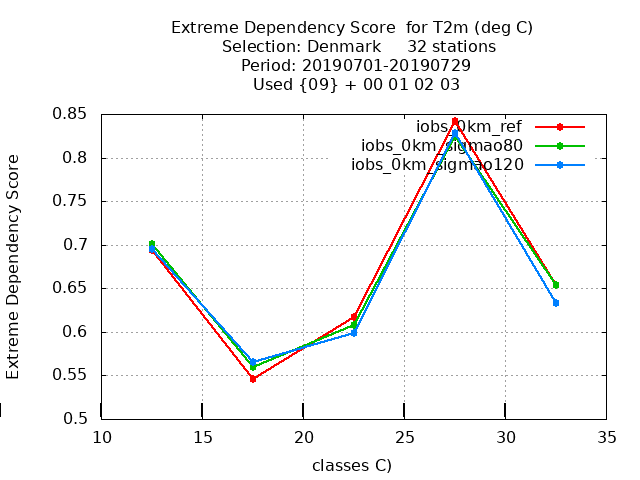 Extreme Dependency Score  for T2m (deg C)
Selection: Denmark     32 stations
Period: 20190701-20190729
Used {09} + 00 01 02 03
0.85
0.8
0.75
0.7
0.65
0.6
0.55
0.5
Extreme Dependency Score
iobs_0km_ref
iobs_0km_sigmao80
iobs_0km_sigmao120
10
15
20
25
30
35
classes C)